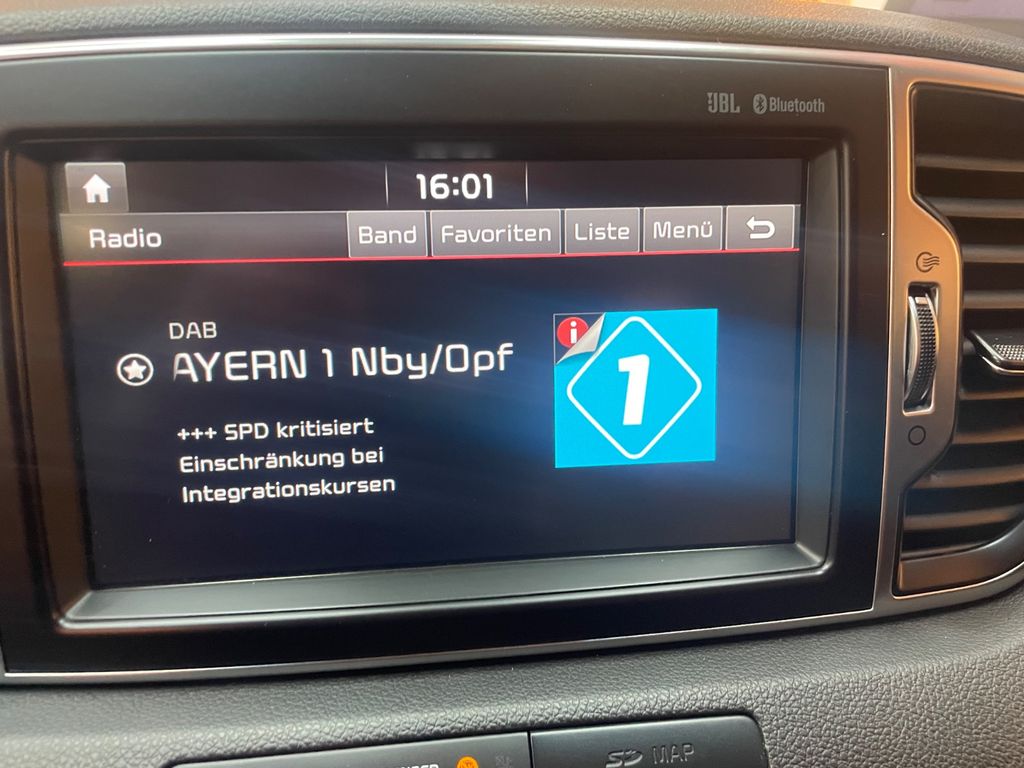 JBL Bluetooth
16:01
Radio Band Favoriten Liste Menü
DAB
AYERN 1 Nby/Opf
i
1
+++ SPD kritisiert
Einschränkung bei
Integrationskursen
SD MAP